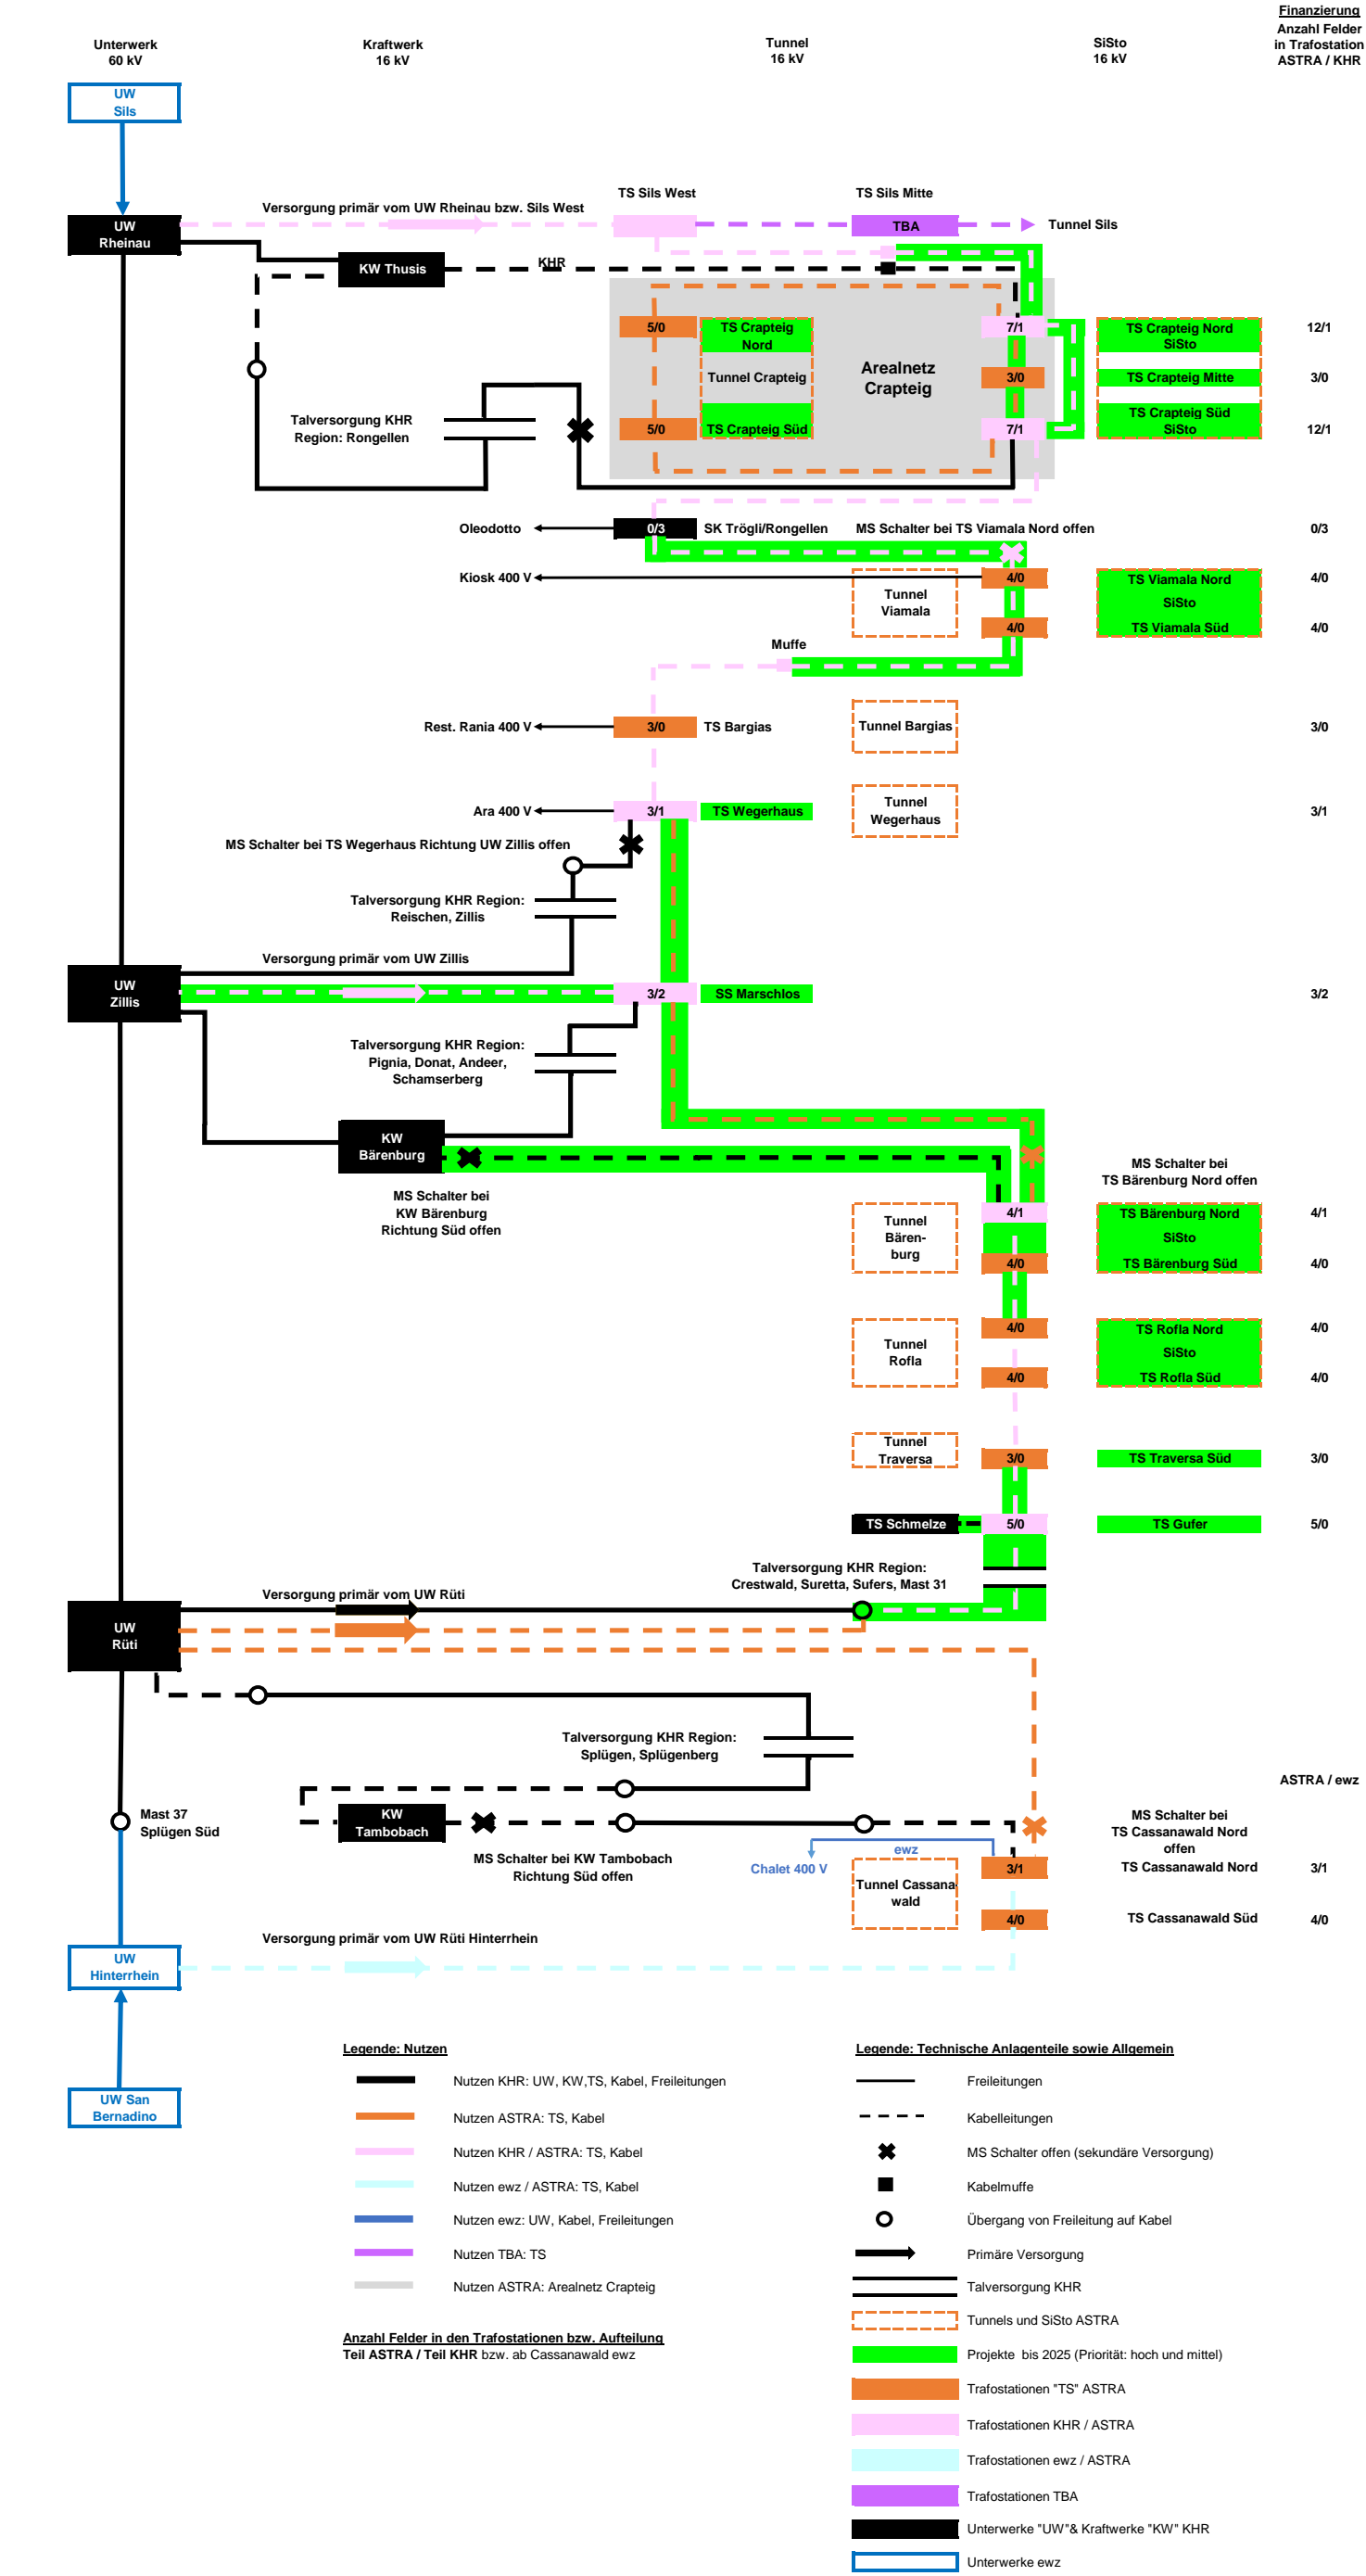 Finanzierung
Anzahl Felder
in Trafostation
ASTRA / KHR
Unterwerk
60 kV
Kraftwerk
16 kV
Tunnel
16 kV
SiSto
16 kV
UW
Sils
TS Sils West
TS Sils Mitte
Versorgung primär vom UW Rheinau bzw. Sils West
UW
Rheinau
TBA
Tunnel Sils
KW Thusis
KHR
5/0
TS Crapteig
Nord
7/1
TS Crapteig Nord
SiSto
12/1
Tunnel Crapteig
Arealnetz
Crapteig
3/0
TS Crapteig Mitte
3/0
Talversorgung KHR
Region: Rongellen
5/0
TS Crapteig Süd
7/1
TS Crapteig Süd
SiSto
12/1
Oleodotto
0/3
SK Trögli/Rongellen
MS Schalter bei TS Viamala Nord offen
0/3
Kiosk 400 V
Tunnel
Viamala
4/0
TS Viamala Nord
4/0
SiSto
4/0
TS Viamala Süd
4/0
Muffe
Rest. Rania 400 V
3/0
TS Bargias
Tunnel Bargias
3/0
Ara 400 V
3/1
TS Wegerhaus
Tunnel
Wegerhaus
3/1
MS Schalter bei TS Wegerhaus Richtung UW Zillis offen
Talversorgung KHR Region:
Reischen, Zillis
Versorgung primär vom UW Zillis
UW
Zillis
3/2
SS Marschlos
3/2
Talversorgung KHR Region:
Pignia, Donat, Andeer,
Schamserberg
KW
Bärenburg
MS Schalter bei
KW Bärenburg
Richtung Süd offen
MS Schalter bei
TS Bärenburg Nord offen
Tunnel
Bären-
burg
4/1
TS Bärenburg Nord
4/1
SiSto
4/0
TS Bärenburg Süd
4/0
Tunnel
Rofla
4/0
TS Rofla Nord
4/0
SiSto
4/0
TS Rofla Süd
4/0
Tunnel
Traversa
3/0
TS Traversa Süd
3/0
TS Schmelze
5/0
TS Gufer
5/0
Talversorgung KHR Region:
Crestwald, Suretta, Sufers, Mast 31
Versorgung primär vom UW Rüti
UW
Rüti
Talversorgung KHR Region:
Splügen, Splügenberg
ASTRA / ewz
Mast 37
Splügen Süd
KW
Tambobach
MS Schalter bei
TS Cassanawald Nord
offen
MS Schalter bei KW Tambobach
Richtung Süd offen
ewz
Chalet 400 V
Tunnel Cassana-
wald
3/1
TS Cassanawald Nord
3/1
4/0
TS Cassanawald Süd
4/0
Versorgung primär vom UW Rüti Hinterrhein
UW
Hinterrhein
UW San
Bernadino
Legende: Nutzen
Nutzen KHR: UW, KW,TS, Kabel, Freileitungen
Nutzen ASTRA: TS, Kabel
Nutzen KHR / ASTRA: TS, Kabel
Nutzen ewz / ASTRA: TS, Kabel
Nutzen ewz: UW, Kabel, Freileitungen
Nutzen TBA: TS
Nutzen ASTRA: Arealnetz Crapteig
Anzahl Felder in den Trafostationen bzw. Aufteilung
Teil ASTRA / Teil KHR bzw. ab Cassanawald ewz
Legende: Technische Anlagenteile sowie Allgemein
Freileitungen
Kabelleitungen
MS Schalter offen (sekundäre Versorgung)
Kabelmuffe
Übergang von Freileitung auf Kabel
Primäre Versorgung
Talversorgung KHR
Tunnels und SiSto ASTRA
Projekte bis 2025 (Priorität: hoch und mittel)
Trafostationen "TS" ASTRA
Trafostationen KHR / ASTRA
Trafostationen ewz / ASTRA
Trafostationen TBA
Unterwerke "UW"& Kraftwerke "KW" KHR
Unterwerke ewz